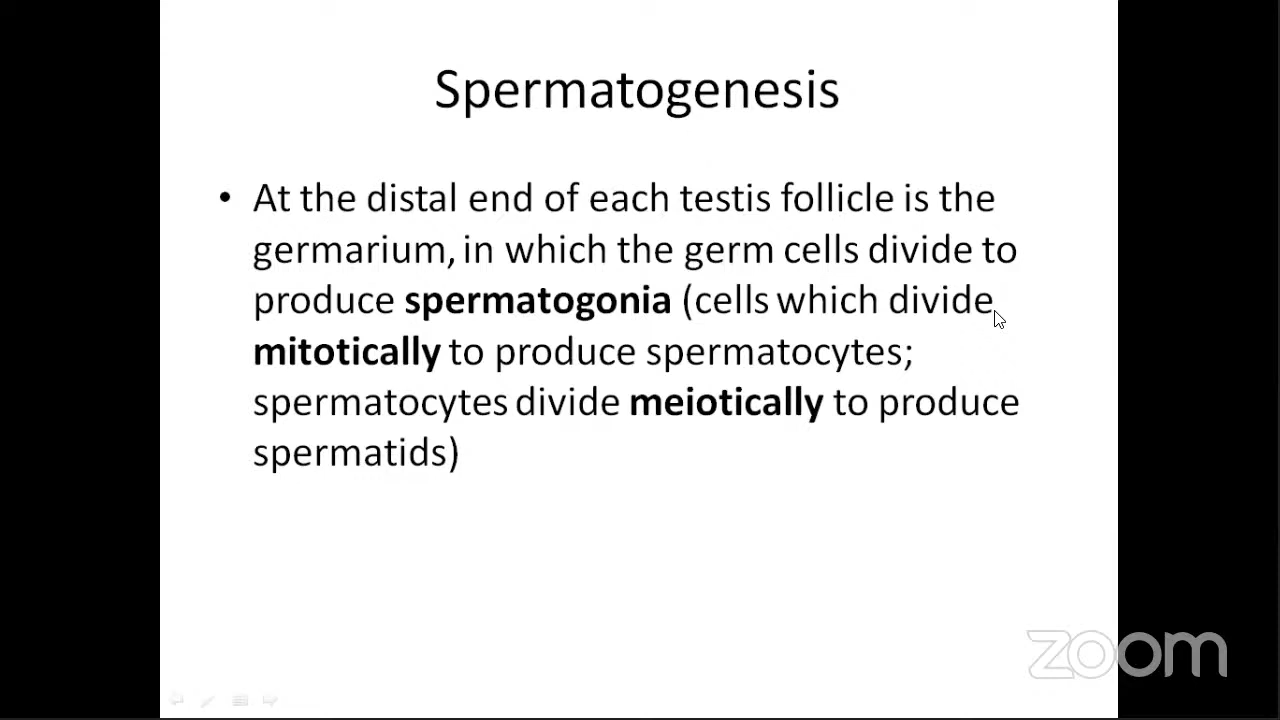 Spermatogenesis
• At the distal end of each testis follicle is the
germarium, in which the germ cells divide to
produce spermatogonia (cells which divide
mitotically to produce spermatocytes;
spermatocytes divide meiotically to produce
spermatids)
zoom